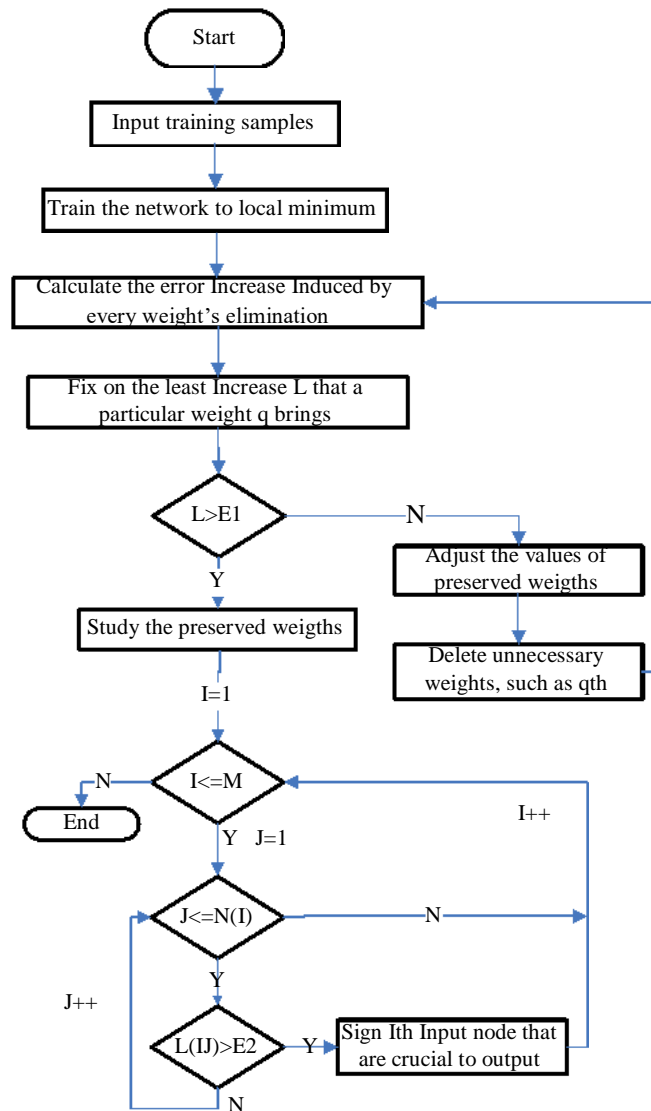 Start
Input training samples
Train the network to local minimum
Calculate the error Increase Induced by
every weight's elimination
Fix on the least Increase L that a
particular weight q brings
L>E1
N
Y
Adjust the values of
preserved weigths
Study the preserved weigths
Delete unnecessary
weights, such as qth
I=1
I<=M
N
End
I++
Y J=1
J<=N(I)
N
Y
J++
L(IJ)>E2
Y
Sign Ith Input node that
are crucial to output
N